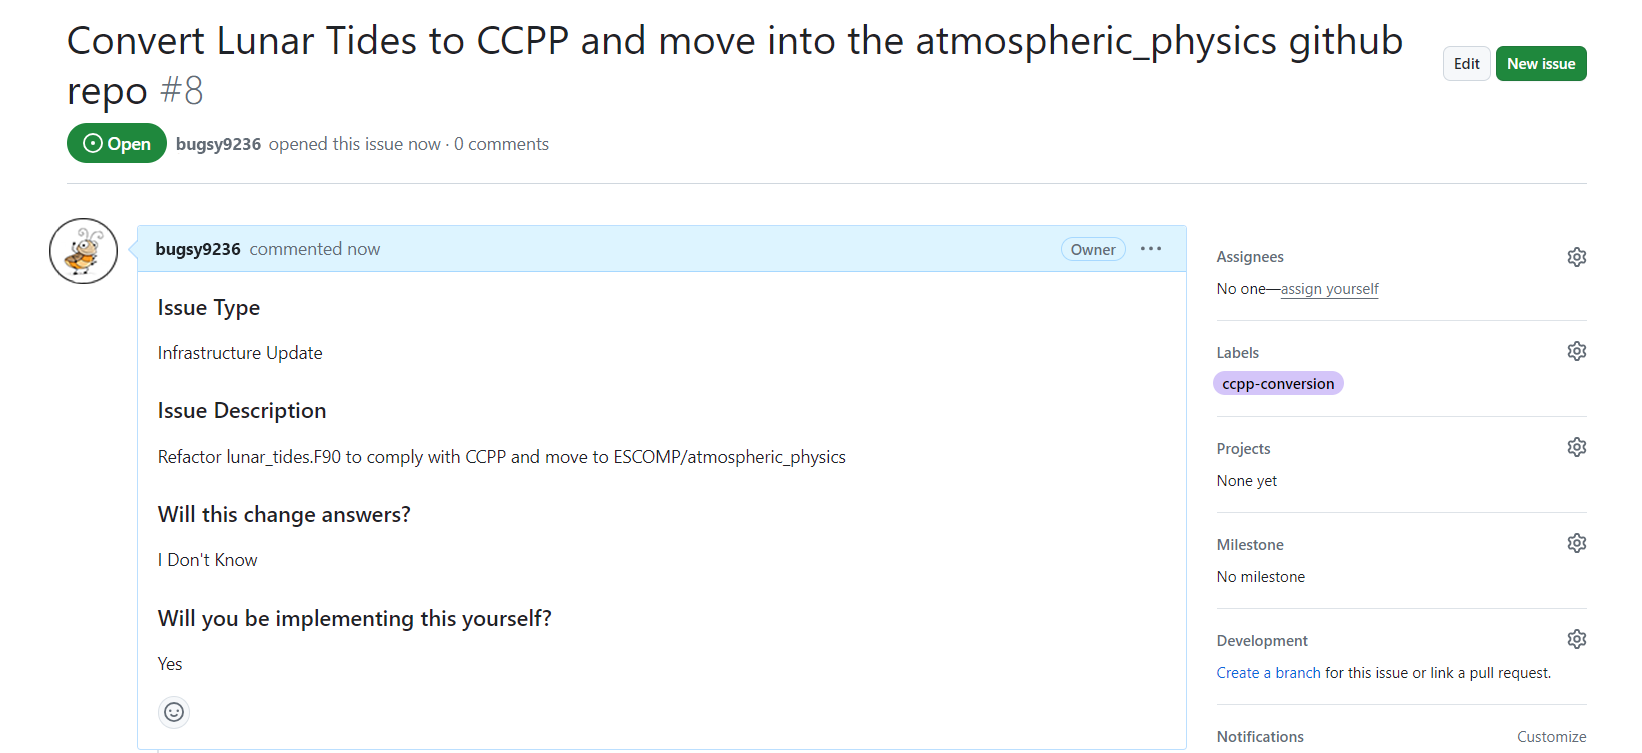 Convert Lunar Tides to CCPP and move into the atmospheric_physics github
repo #8
Edit
New issue
Open
bugsy9236 opened this issue now · 0 comments
bugsy9236 commented now
Owner
Issue Type
Infrastructure Update
Issue Description
Refactor lunar_tides.F90 to comply with CCPP and move to ESCOMP/atmospheric_physics
Will this change answers?
I Don't Know
Will you be implementing this yourself?
Yes
Assignees
No one—assign yourself
Labels
ccpp-conversion
Projects
None yet
Milestone
No milestone
Development
Create a branch for this issue or link a pull request.
Notifications
Customize